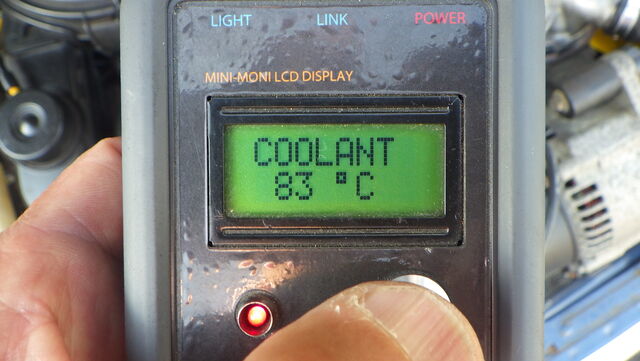 LIGHT LINK POWER
MINI-MONI LCD DISPLAY
COOLANT
83 °C